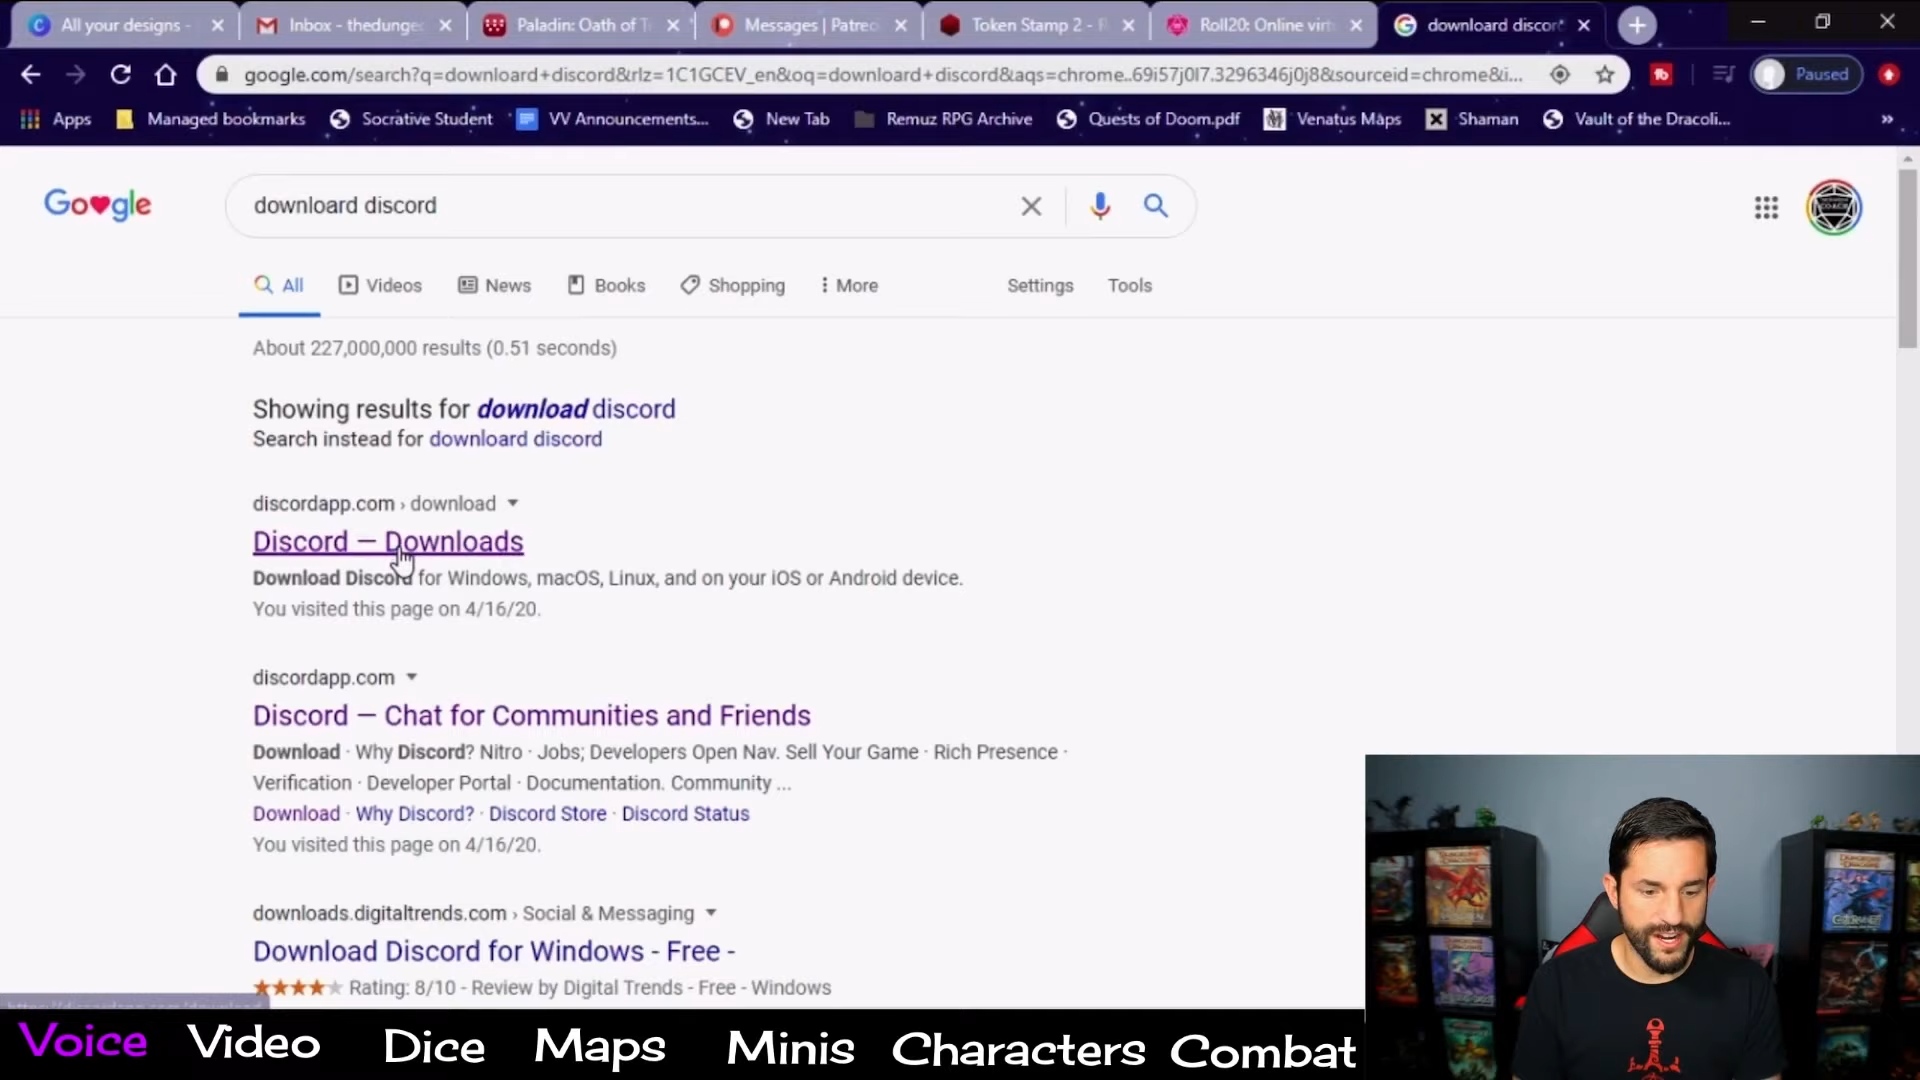 All your designs -
Inbox - thedunge
Paladin: Oath of T
Messages | Patreo
Token Stamp 2 - R
Roll20: Online virt
downloard discor
google.com/search?q=downloard+discord&rlz=1C1GCEV_en&oq=downloard+discord&aqs=chrome..69i57j0l7.3296346j0j8&sourceid=chrome&i...
Paused
Apps
Managed bookmarks
Socrative Student
VV Announcements...
New Tab
Remuz RPG Archive
Quests of Doom.pdf
Venatus Maps
Shaman
Vault of the Dracoli...
»
Google
downloard discord
All
Videos
News
Books
Shopping
More
Settings
Tools
About 227,000,000 results (0.51 seconds)
Showing results for download discord
Search instead for downloard discord
discordapp.com › download
Discord – Downloads
Download Discord for Windows, macOS, Linux, and on your iOS or Android device.
You visited this page on 4/16/20.
discordapp.com
Discord – Chat for Communities and Friends
Download · Why Discord? Nitro · Jobs; Developers Open Nav. Sell Your Game · Rich Presence ·
Verification · Developer Portal · Documentation. Community ...
Download · Why Discord? · Discord Store · Discord Status
You visited this page on 4/16/20.
downloads.digitaltrends.com › Social & Messaging
Download Discord for Windows - Free -
Rating: 8/10 - Review by Digital Trends - Free - Windows
Voice Video Dice Maps Minis Characters Combat